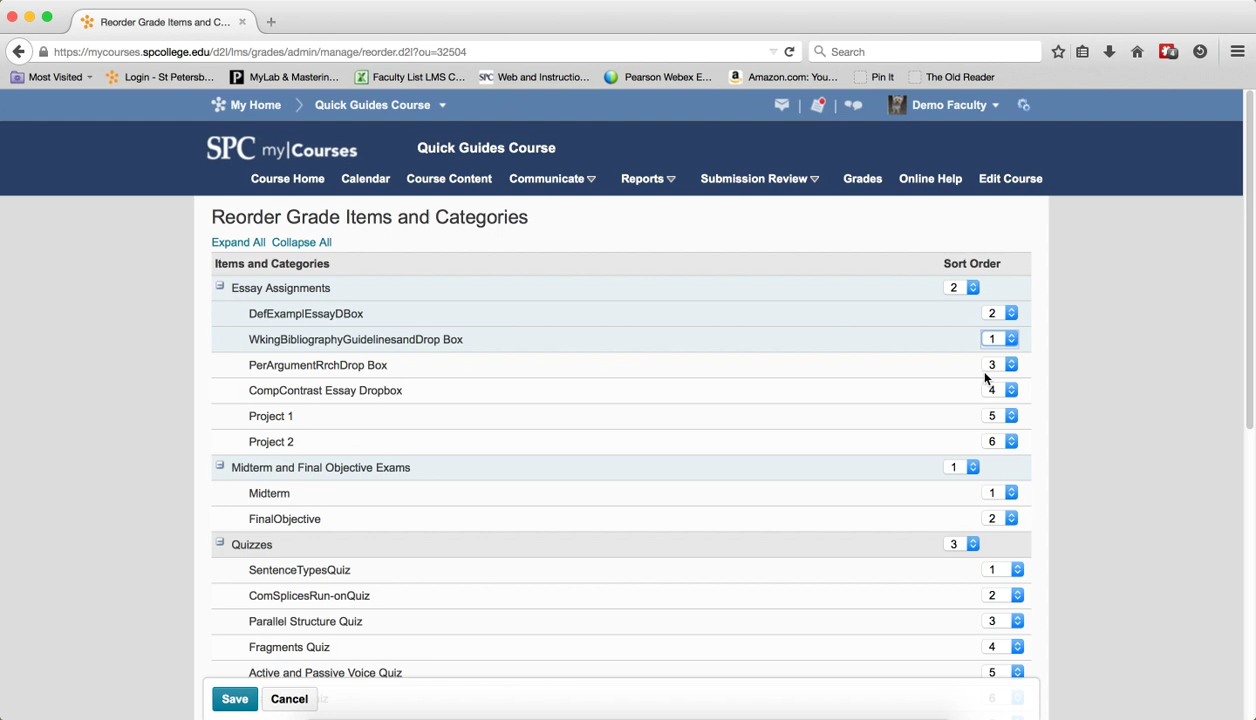 Reorder Grade Items and C...
https://mycourses.spcollege.edu/d2l/lms/grades/admin/manage/reorder.d2l?ou=32504
Search
Most Visited
Login - St Petersb...
MyLab & Mastering...
Faculty List LMS C...
SPC Web and Instructio...
Pearson Webex E...
Amazon.com: You...
Pin It
The Old Reader
My Home
Quick Guides Course
Demo Faculty
SPC my|Courses
Quick Guides Course
Course Home Calendar Course Content Communicate Reports Submission Review Grades Online Help Edit Course
Reorder Grade Items and Categories
Expand All Collapse All
Items and Categories Sort Order
Essay Assignments 2
DefExamplEssayDBox 2
WkingBibliographyGuidelinesandDrop Box 1
PerArgumentRrchDrop Box 3
CompContrast Essay Dropbox 4
Project 1 5
Project 2 6
Midterm and Final Objective Exams 1
Midterm 1
FinalObjective 2
Quizzes 3
SentenceTypesQuiz 1
ComSplicesRun-onQuiz 2
Parallel Structure Quiz 3
Fragments Quiz 4
Active and Passive Voice Quiz 5
Save Cancel 6